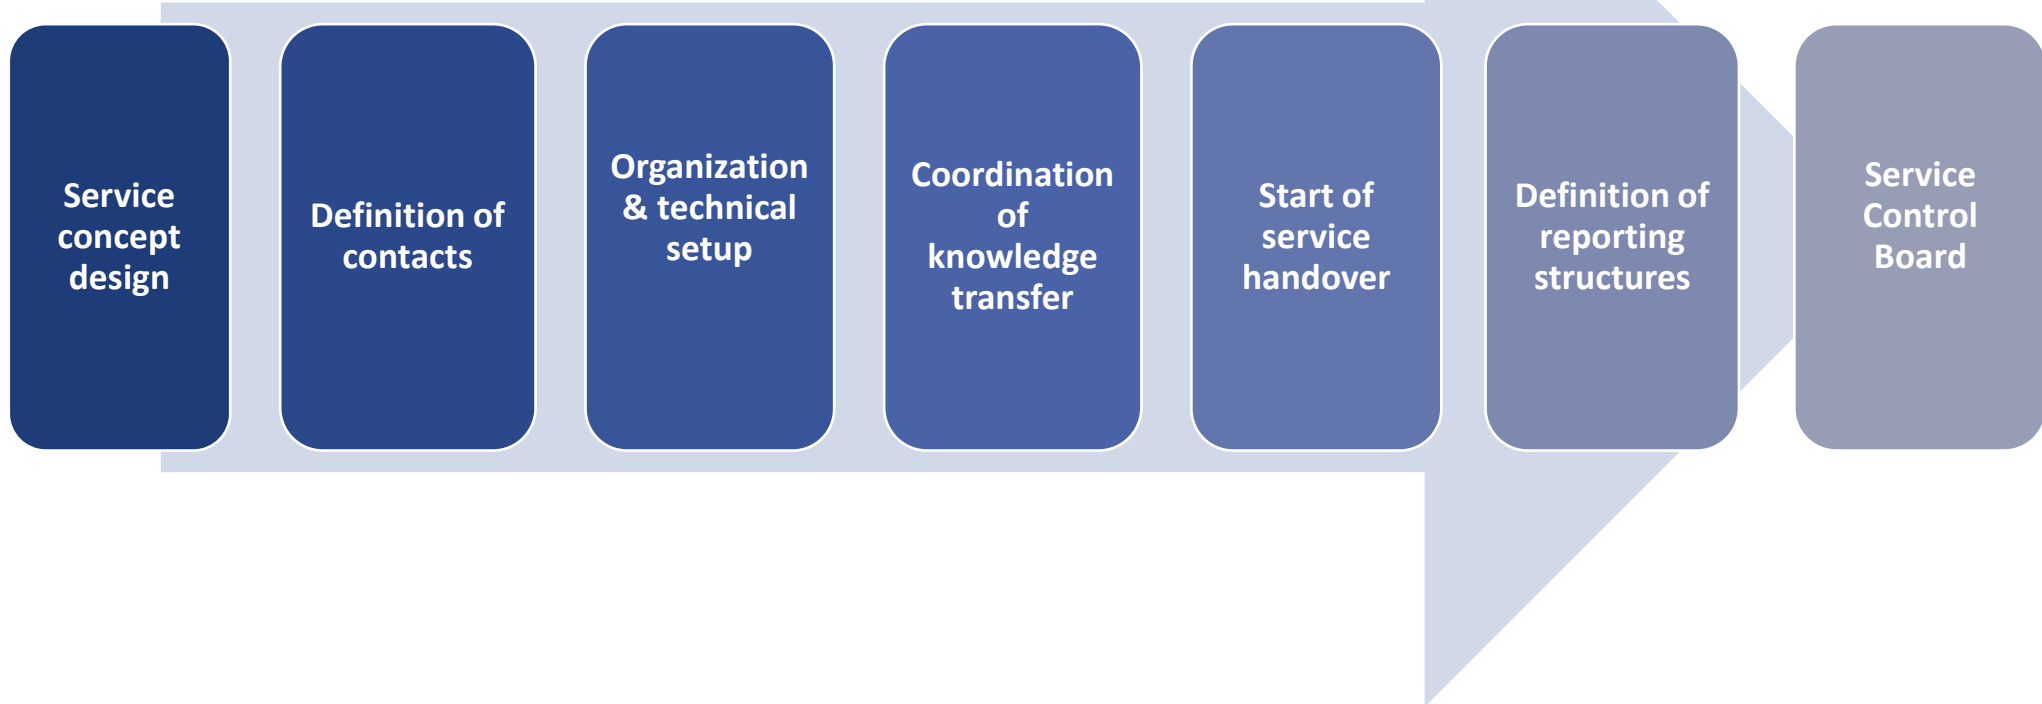 Service
concept
design
Definition of
contacts
Organization
& technical
setup
Coordination
of
knowledge
transfer
Start of
service
handover
Definition of
reporting
structures
Service
Control
Board